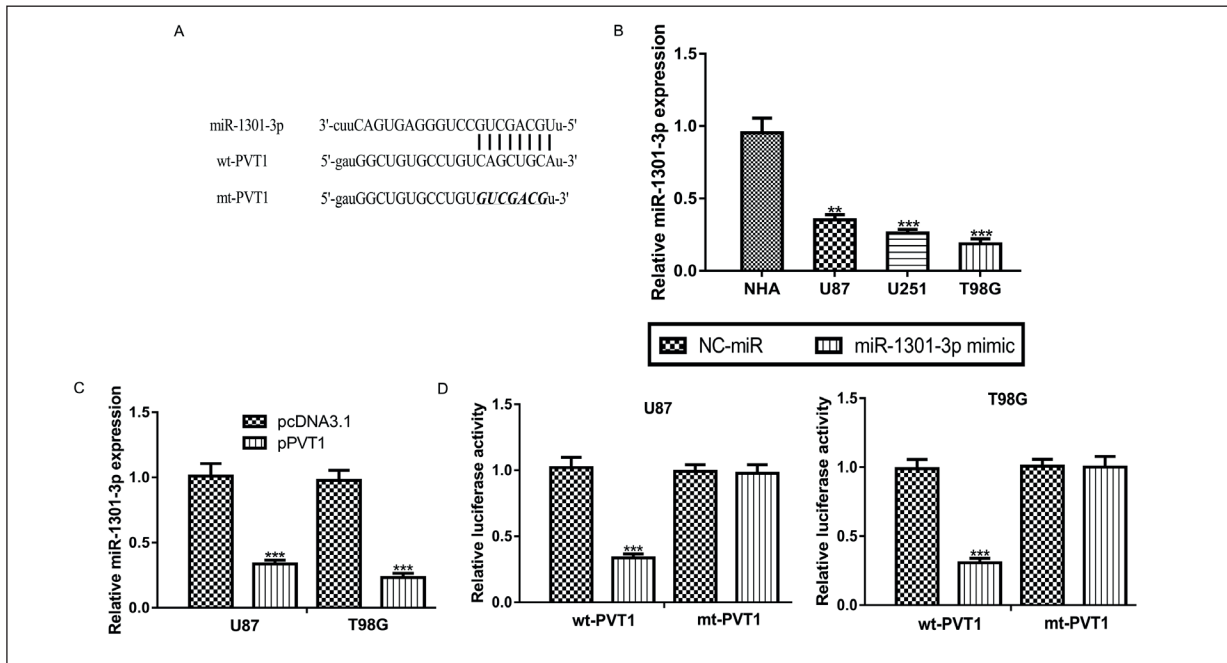 A
miR-1301-3p 3'-cuuCAGUGAGGGUCCGUCGACGUu-5'
wt-PVT1 5'-gauGGCUGUGCCUGUCAGCUGCAu-3'
mt-PVT1 5'-gauGGCUGUGCCUGUGUCGACGu-3'
B
Relative miR-1301-3p expression
1.5
1.0
0.5
0.0
**
***
***
NHA U87 U251 T98G
NC-miR miR-1301-3p mimic
C
Relative miR-1301-3p expression
1.5
1.0
0.5
0.0
pcDNA3.1
pPVT1
***
***
U87 T98G
D
U87
Relative luciferase activity
1.5
1.0
0.5
0.0
***
wt-PVT1 mt-PVT1
T98G
Relative luciferase activity
1.5
1.0
0.5
0.0
***
wt-PVT1 mt-PVT1